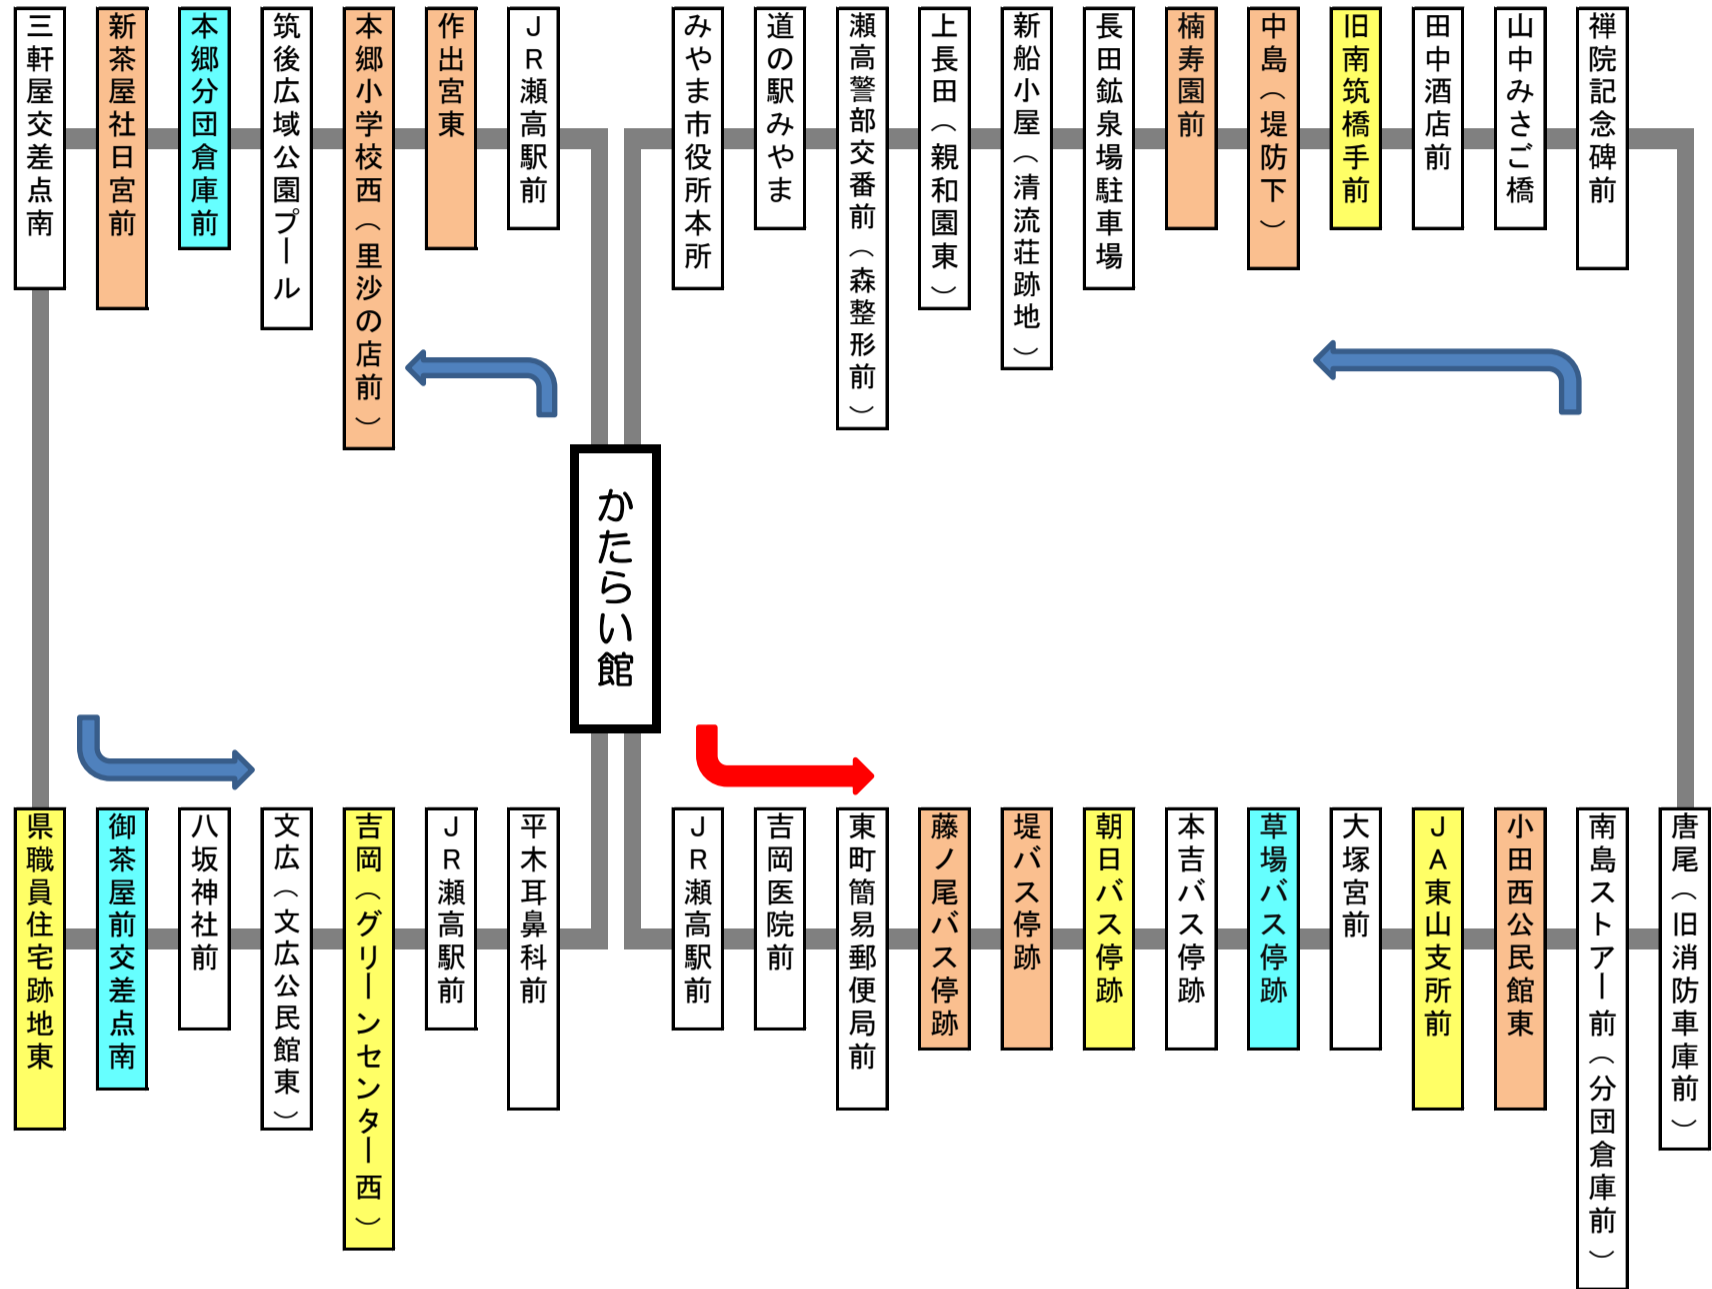 三軒屋交差点南
新茶屋社日宮前
本郷分団倉庫前
筑後広域公園プール
本郷小学校西（里沙の店前）
作出宮東
ＪＲ瀬高駅前
みやま市役所本所
道の駅みやま
瀬高警部交番前（森整形前）
上長田（親和園東）
新船小屋（清流荘跡地）
長田鉱泉場駐車場
楠寿園前
中島（堤防下）
旧南筑橋手前
田中酒店前
山中みさご橋
禅院記念碑前
かたらい館
県職員住宅跡地東
御茶屋前交差点南
八坂神社前
文広（文広公民館東）
吉岡（グリーンセンター西）
ＪＲ瀬高駅前
平木耳鼻科前
ＪＲ瀬高駅前
吉岡医院前
東町簡易郵便局前
藤ノ尾バス停跡
堤バス停跡
朝日バス停跡
本吉バス停跡
草場バス停跡
大塚宮前
ＪＡ東山支所前
小田西公民館東
南島ストアー前（分団倉庫前）
唐尾（旧消防車庫前）